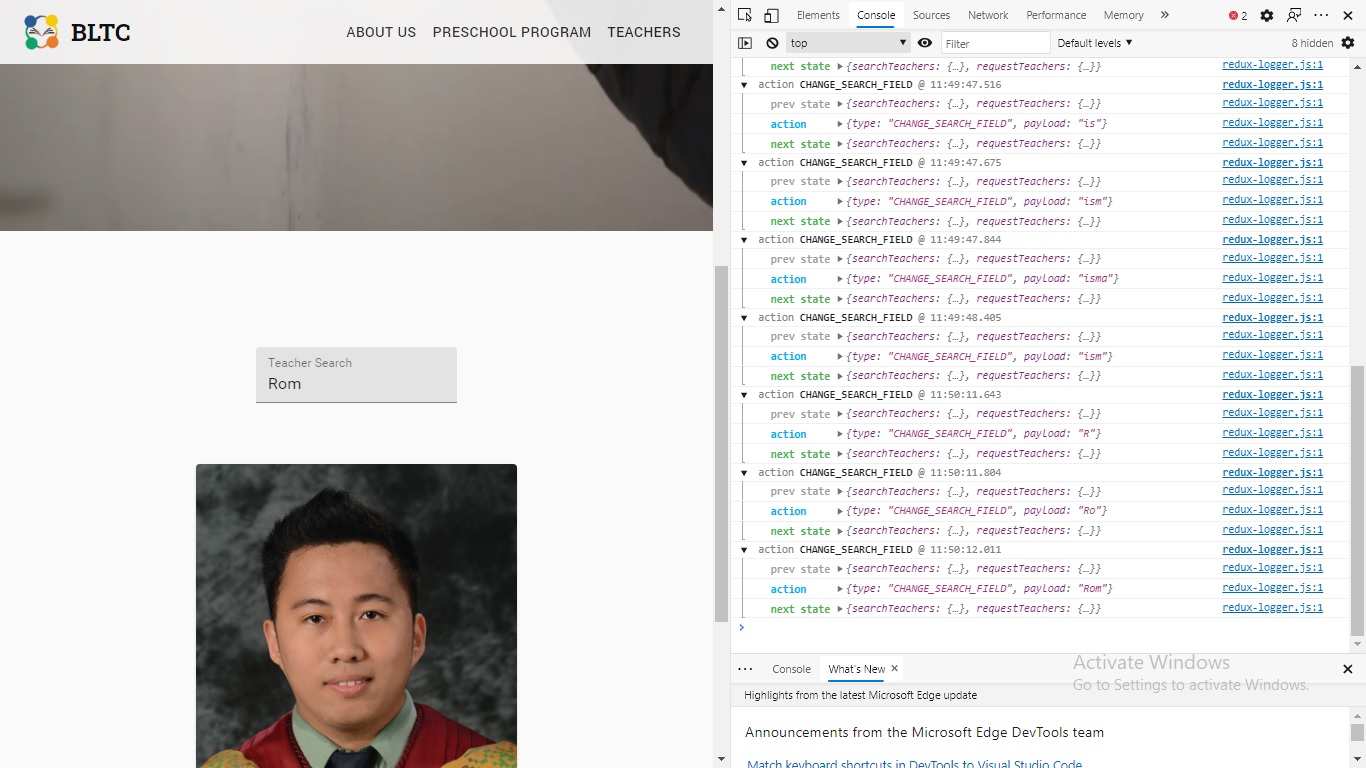 BLTC
ABOUT US PRESCHOOL PROGRAM TEACHERS
Teacher Search
Rom
Elements Console Sources Network Performance Memory 2
top Filter Default levels 8 hidden
next state {searchTeachers: {…}, requestTeachers: {…}} redux-logger.js:1
action CHANGE_SEARCH_FIELD @ 11:49:47.516 redux-logger.js:1
prev state {searchTeachers: {…}, requestTeachers: {…}} redux-logger.js:1
action {type: "CHANGE_SEARCH_FIELD", payload: "is"} redux-logger.js:1
next state {searchTeachers: {…}, requestTeachers: {…}} redux-logger.js:1
action CHANGE_SEARCH_FIELD @ 11:49:47.675 redux-logger.js:1
prev state {searchTeachers: {…}, requestTeachers: {…}} redux-logger.js:1
action {type: "CHANGE_SEARCH_FIELD", payload: "ism"} redux-logger.js:1
next state {searchTeachers: {…}, requestTeachers: {…}} redux-logger.js:1
action CHANGE_SEARCH_FIELD @ 11:49:47.844 redux-logger.js:1
prev state {searchTeachers: {…}, requestTeachers: {…}} redux-logger.js:1
action {type: "CHANGE_SEARCH_FIELD", payload: "isma"} redux-logger.js:1
next state {searchTeachers: {…}, requestTeachers: {…}} redux-logger.js:1
action CHANGE_SEARCH_FIELD @ 11:49:48.405 redux-logger.js:1
prev state {searchTeachers: {…}, requestTeachers: {…}} redux-logger.js:1
action {type: "CHANGE_SEARCH_FIELD", payload: "ism"} redux-logger.js:1
next state {searchTeachers: {…}, requestTeachers: {…}} redux-logger.js:1
action CHANGE_SEARCH_FIELD @ 11:50:11.643 redux-logger.js:1
prev state {searchTeachers: {…}, requestTeachers: {…}} redux-logger.js:1
action {type: "CHANGE_SEARCH_FIELD", payload: "R"} redux-logger.js:1
next state {searchTeachers: {…}, requestTeachers: {…}} redux-logger.js:1
action CHANGE_SEARCH_FIELD @ 11:50:11.804 redux-logger.js:1
prev state {searchTeachers: {…}, requestTeachers: {…}} redux-logger.js:1
action {type: "CHANGE_SEARCH_FIELD", payload: "Ro"} redux-logger.js:1
next state {searchTeachers: {…}, requestTeachers: {…}} redux-logger.js:1
action CHANGE_SEARCH_FIELD @ 11:50:12.011 redux-logger.js:1
prev state {searchTeachers: {…}, requestTeachers: {…}} redux-logger.js:1
action {type: "CHANGE_SEARCH_FIELD", payload: "Rom"} redux-logger.js:1
next state {searchTeachers: {…}, requestTeachers: {…}} redux-logger.js:1
Console What's New
Activate Windows
Go to Settings to activate Windows.
Highlights from the latest Microsoft Edge update
Announcements from the Microsoft Edge DevTools team
Match keyboard shortcuts in DevTools to Visual Studio Code